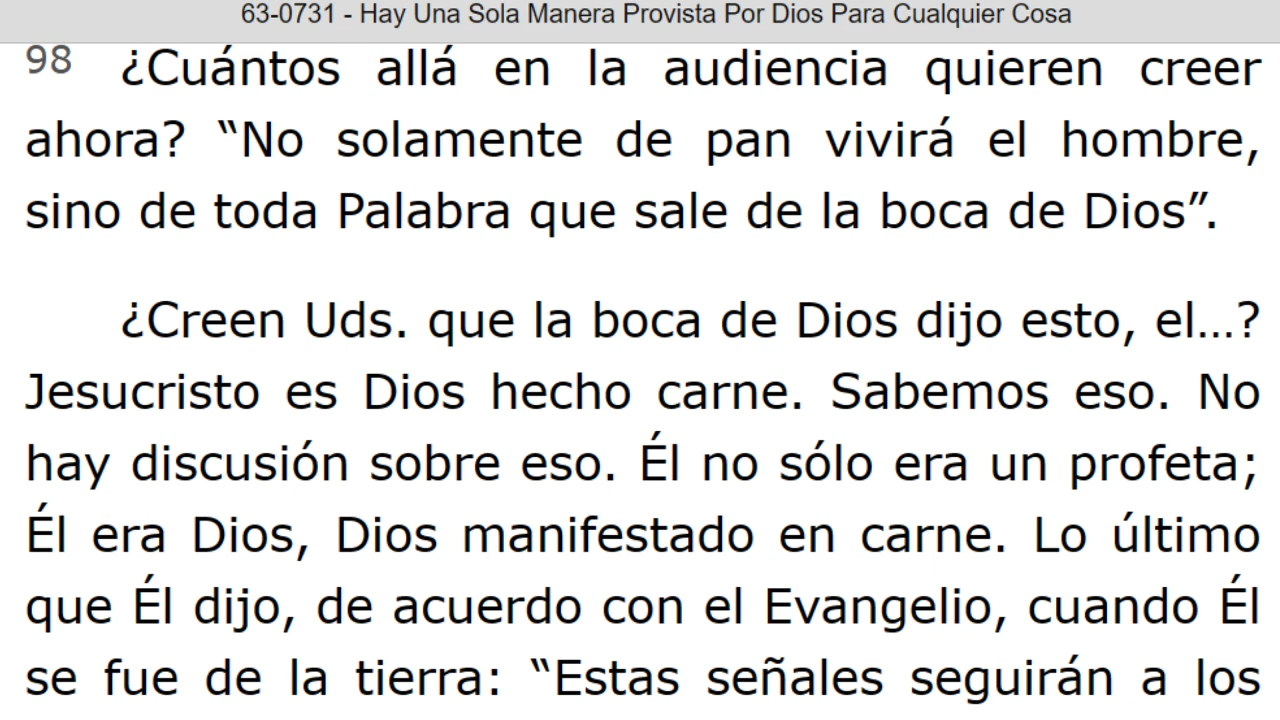 63-0731 - Hay Una Sola Manera Provista Por Dios Para Cualquier Cosa
98 ¿Cuántos allá en la audiencia quieren creer
ahora? “No solamente de pan vivirá el hombre,
sino de toda Palabra que sale de la boca de Dios”.
¿Creen Uds. que la boca de Dios dijo esto, el…?
Jesucristo es Dios hecho carne. Sabemos eso. No
hay discusión sobre eso. Él no sólo era un profeta;
Él era Dios, Dios manifestado en carne. Lo último
que Él dijo, de acuerdo con el Evangelio, cuando Él
se fue de la tierra: “Estas señales seguirán a los